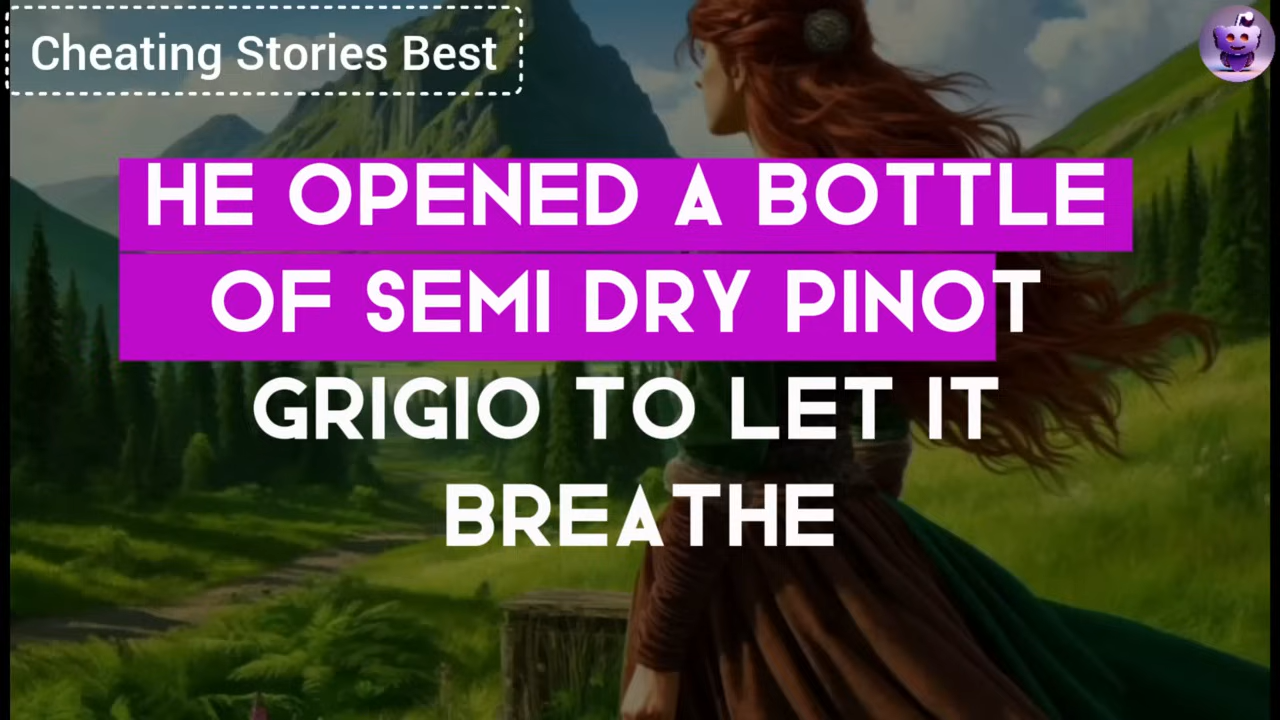 Cheating Stories Best
HE OPENED A BOTTLE
OF SEMI DRY PINOT
GRIGIO TO LET IT
BREATHE